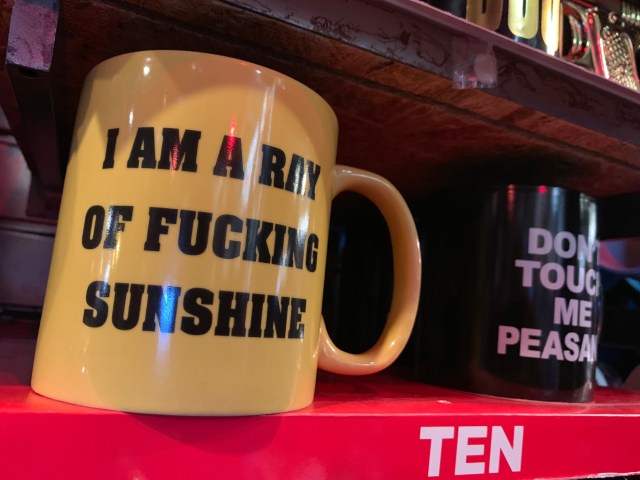 I AM A RAY
OF FUCKING
SUNSHINE
DON'
TOUC
ME
PEASAN
TEN